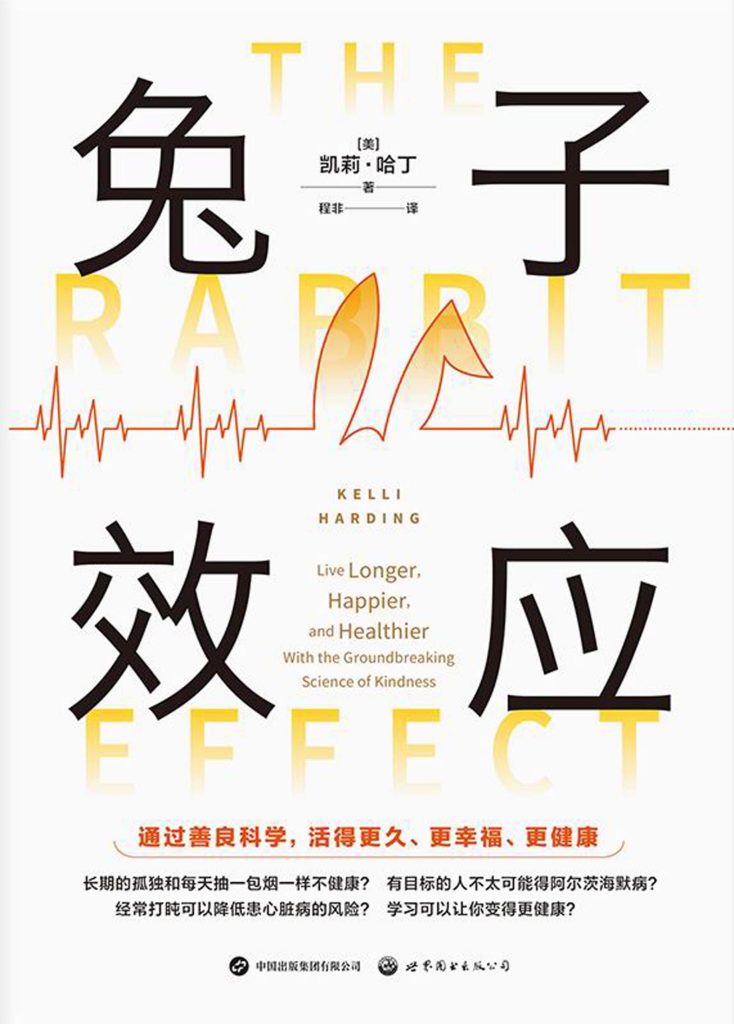 THE
兔子
[美]
凯莉·哈丁
著
程非 译
RABBIT
KELLI
HARDING
效应
Live Longer,
Happier,
and Healthier
With the Groundbreaking
Science of Kindness
EFFECT
通过善良科学，活得更久、更幸福、更健康
长期的孤独和每天抽一包烟一样不健康？ 有目标的人不太可能得阿尔茨海默病？
经常打盹可以降低患心脏病的风险？ 学习可以让你变得更健康？
中国出版集团有限公司 世界图书出版公司